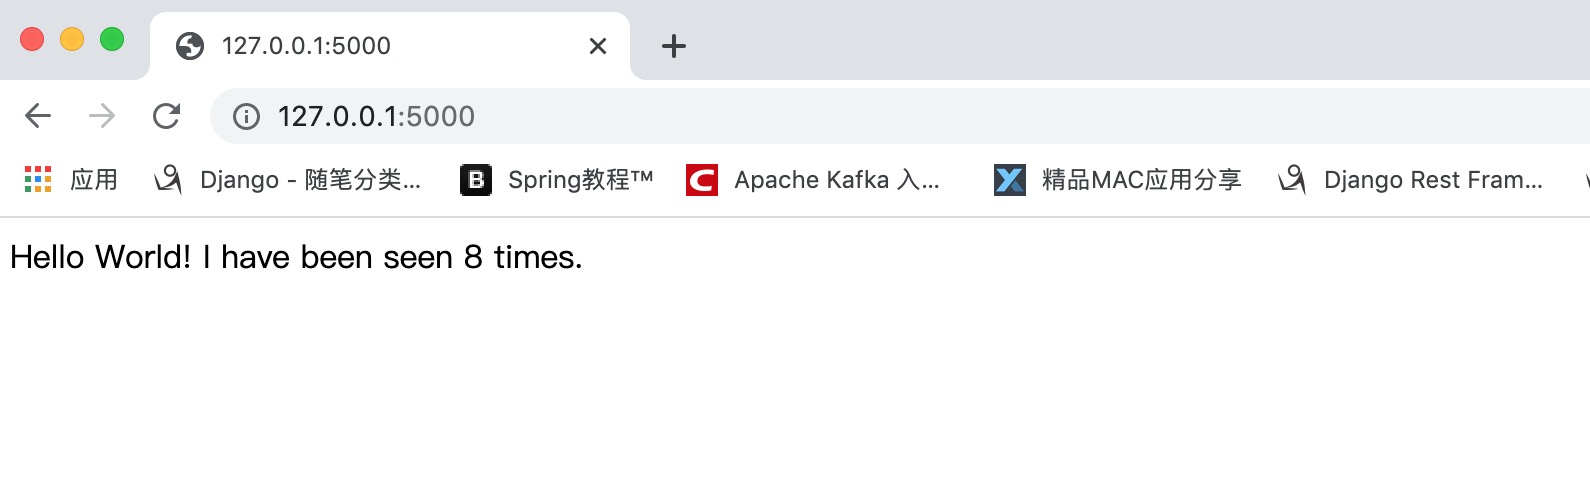 127.0.0.1:5000
127.0.0.1:5000
应用 Django - 随笔分类... B Spring教程™ C Apache Kafka 入... X 精品MAC应用分享 Django Rest Fram...
Hello World! I have been seen 8 times.